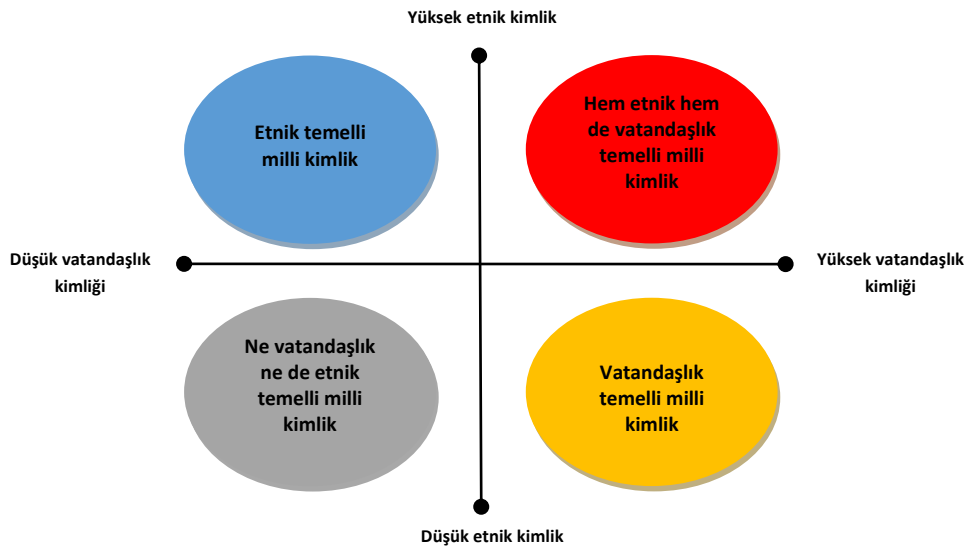 Yüksek etnik kimlik
Etnik temelli
milli kimlik
Hem etnik hem
de vatandaşlık
temelli milli
kimlik
Düşük vatandaşlık
kimliği
Yüksek vatandaşlık
kimliği
Ne vatandaşlık
ne de etnik
temelli milli
kimlik
Vatandaşlık
temelli milli
kimlik
Düşük etnik kimlik